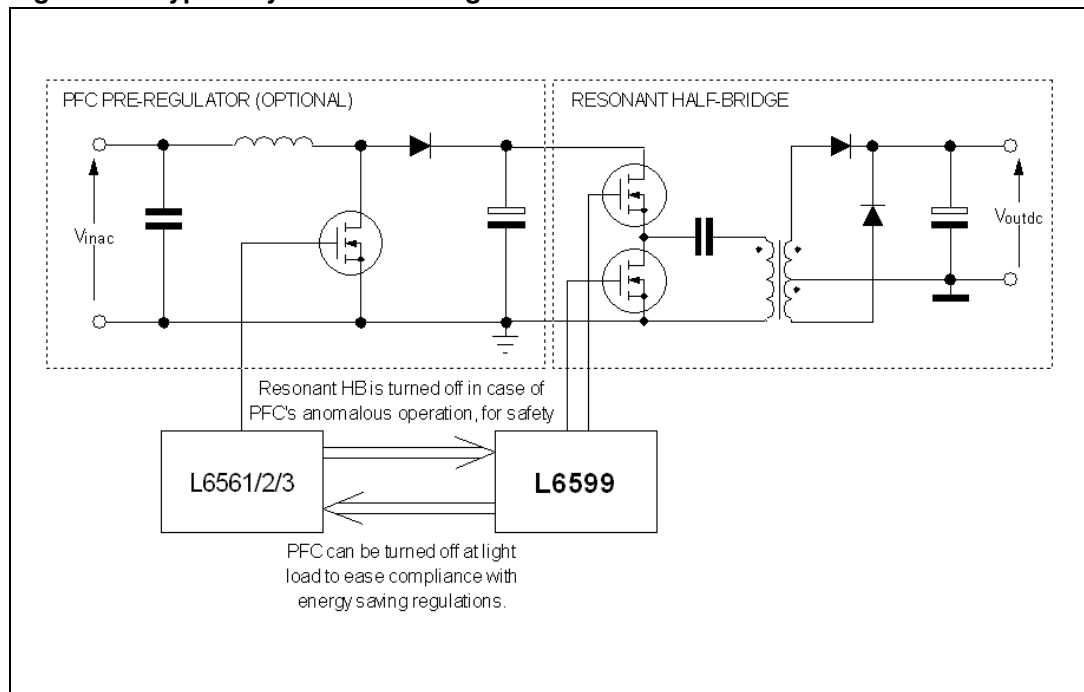 PFC PRE-REGULATOR (OPTIONAL)
RESONANT HALF-BRIDGE
Vinac
Voutdc
Resonant HB is turned off in case of
PFC's anomalous operation, for safety
L6561/2/3
L6599
PFC can be turned off at light
load to ease compliance with
energy saving regulations.